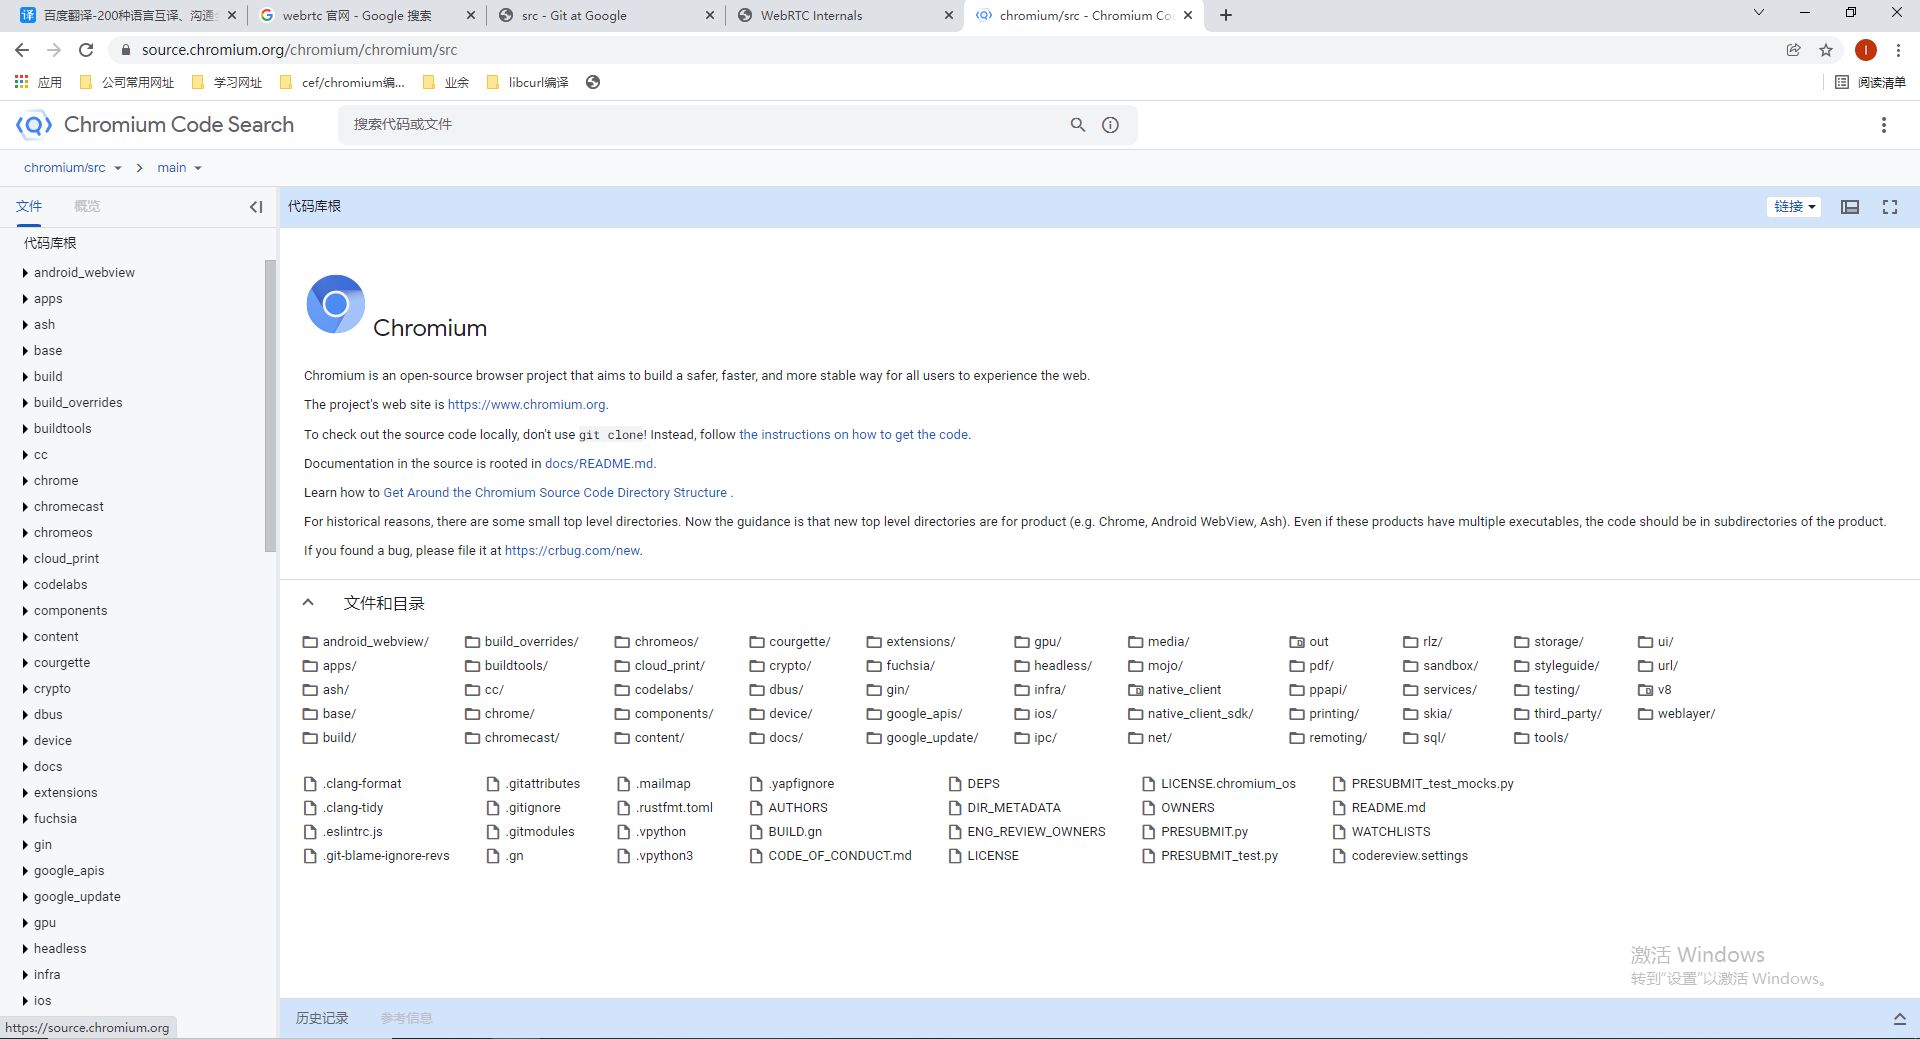 百度翻译-200种语言互译、沟通全
webrtc 官网 - Google 搜索
src - Git at Google
WebRTC Internals
chromium/src - Chromium Co
source.chromium.org/chromium/chromium/src
I
应用
公司常用网址
学习网址
cef/chromium编...
业余
libcurl编译
阅读清单
Chromium Code Search
搜索代码或文件
chromium/src
main
文件
概览
代码库根
链接
代码库根
android_webview
apps
ash
base
build
build_overrides
buildtools
cc
chrome
chromecast
chromeos
cloud_print
codelabs
components
content
courgette
crypto
dbus
device
docs
extensions
fuchsia
gin
google_apis
google_update
gpu
headless
infra
ios
https://source.chromium.org
Chromium
Chromium is an open-source browser project that aims to build a safer, faster, and more stable way for all users to experience the web.
The project's web site is https://www.chromium.org.
To check out the source code locally, don't use git clone! Instead, follow the instructions on how to get the code.
Documentation in the source is rooted in docs/README.md.
Learn how to Get Around the Chromium Source Code Directory Structure .
For historical reasons, there are some small top level directories. Now the guidance is that new top level directories are for product (e.g. Chrome, Android WebView, Ash). Even if these products have multiple executables, the code should be in subdirectories of the product.
If you found a bug, please file it at https://crbug.com/new.
文件和目录
android_webview/ build_overrides/ chromeos/ courgette/ extensions/ gpu/ media/ out rlz/ storage/ ui/
apps/ buildtools/ cloud_print/ crypto/ fuchsia/ headless/ mojo/ pdf/ sandbox/ styleguide/ url/
ash/ cc/ codelabs/ dbus/ gin/ infra/ native_client ppapi/ services/ testing/ v8
base/ chrome/ components/ device/ google_apis/ ios/ native_client_sdk/ printing/ skia/ third_party/ weblayer/
build/ chromecast/ content/ docs/ google_update/ ipc/ net/ remoting/ sql/ tools/
.clang-format .gitattributes .mailmap .yapfignore DEPS LICENSE.chromium_os PRESUBMIT_test_mocks.py
.clang-tidy .gitignore .rustfmt.toml AUTHORS DIR_METADATA OWNERS README.md
.eslintrc.js .gitmodules .vpython BUILD.gn ENG_REVIEW_OWNERS PRESUBMIT.py WATCHLISTS
.git-blame-ignore-revs .gn .vpython3 CODE_OF_CONDUCT.md LICENSE PRESUBMIT_test.py codereview.settings
激活 Windows
转到"设置"以激活 Windows。
历史记录
参考信息